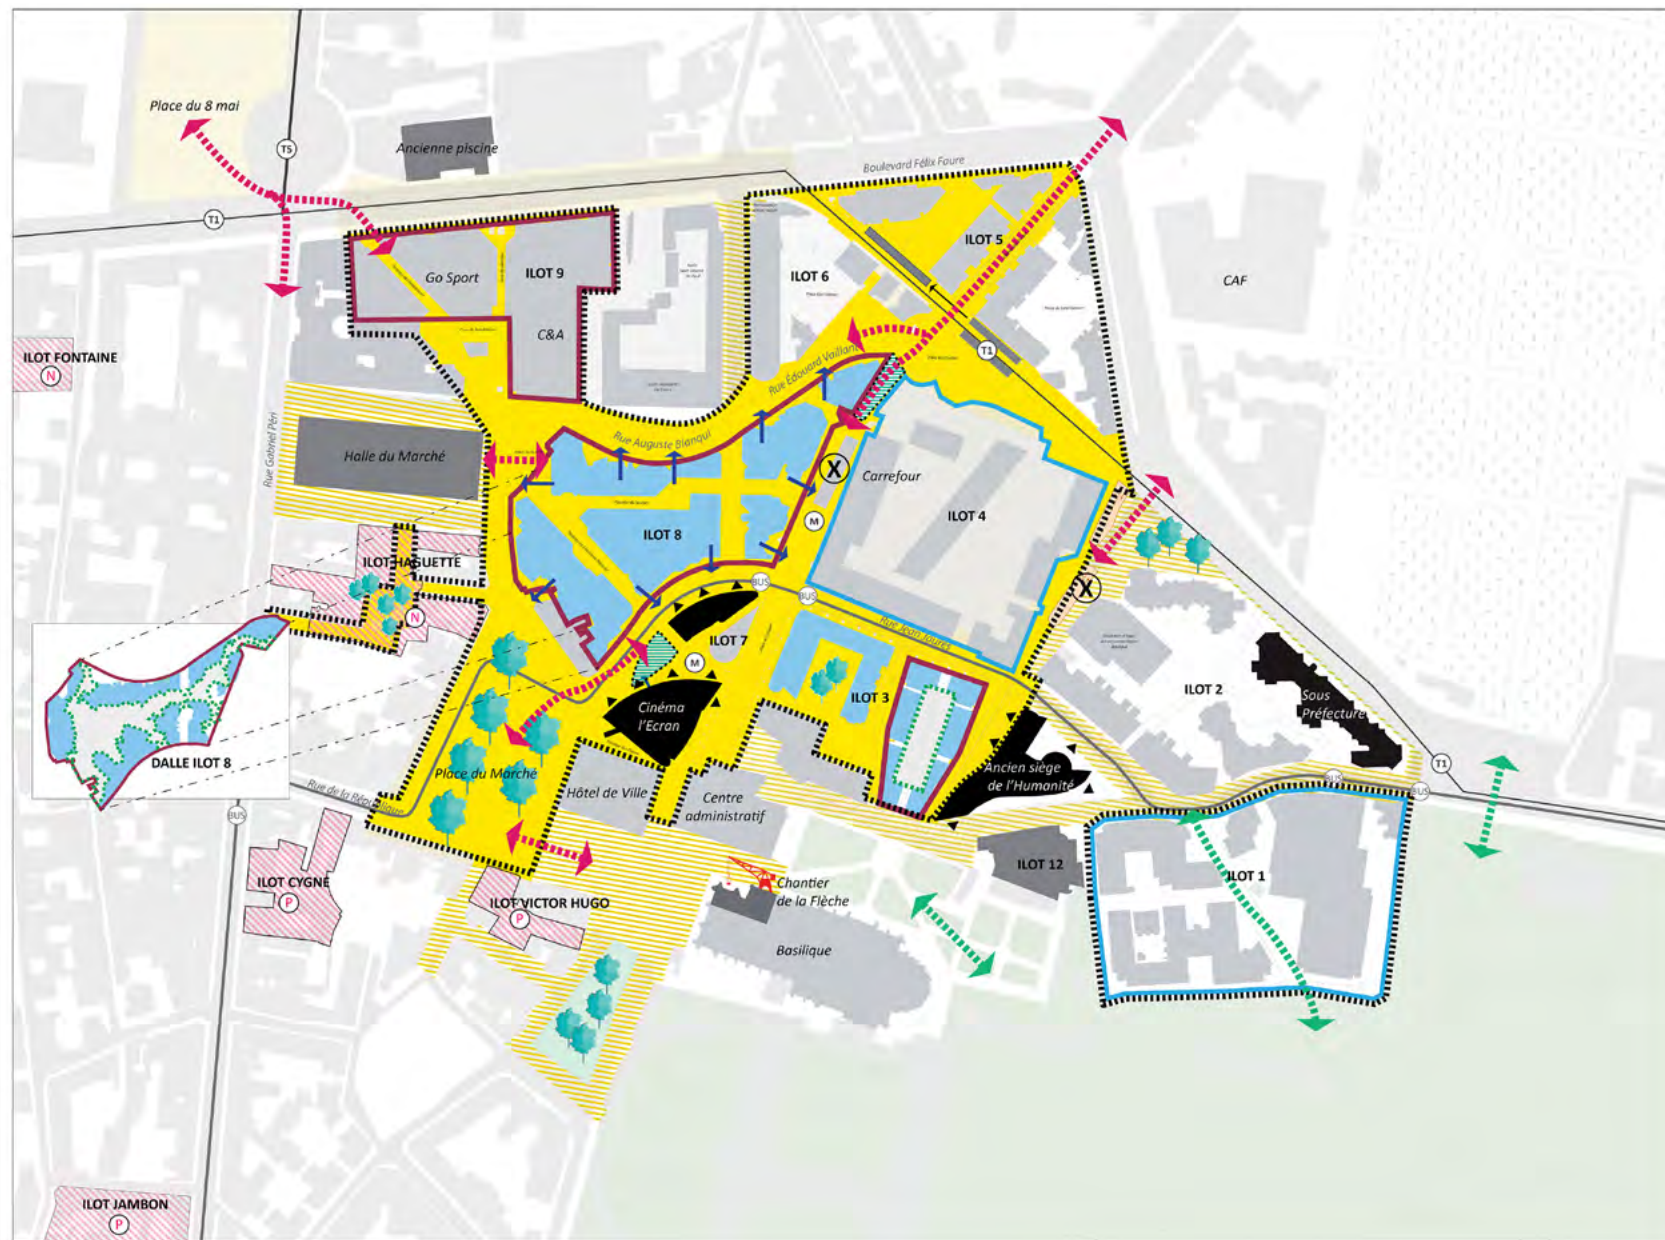 Place du 8 mai
T5
Ancienne piscine
Boulevard Félix Faure
T1
ILOT 5
Go Sport
ILOT 9
ILOT 6
CAF
C&A
T1
ILOT FONTAINE
N
Rue Édouard Vaillant
Rue Auguste Blanqui
Rue Gabriel Péri
Halle du Marché
X
Carrefour
M
ILOT 4
ILOT 8
ILOT HAGUETTE
N
BUS
BUS
X
Rue Jean Jaurès
ILOT 7
M
ILOT 3
ILOT 2
Cinéma
l'Ecran
Sous
Préfecture
DALLE ILOT 8
Place du Marché
Ancien siège
de l'Humanité
T1
BUS
BUS
Rue de la République
Hôtel de Ville
Centre
administratif
BUS
ILOT 12
ILOT 1
ILOT CYGNE
P
ILOT VICTOR HUGO
P
Chantier
de la Flèche
Basilique
ILOT JAMBON
P